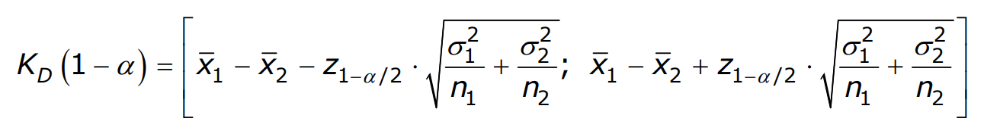 K_D (1 − α) = [ x̄₁ − x̄₂ − z_{1−α/2} · √(σ₁²/n₁ + σ₂²/n₂); x̄₁ − x̄₂ + z_{1−α/2} · √(σ₁²/n₁ + σ₂²/n₂) ]